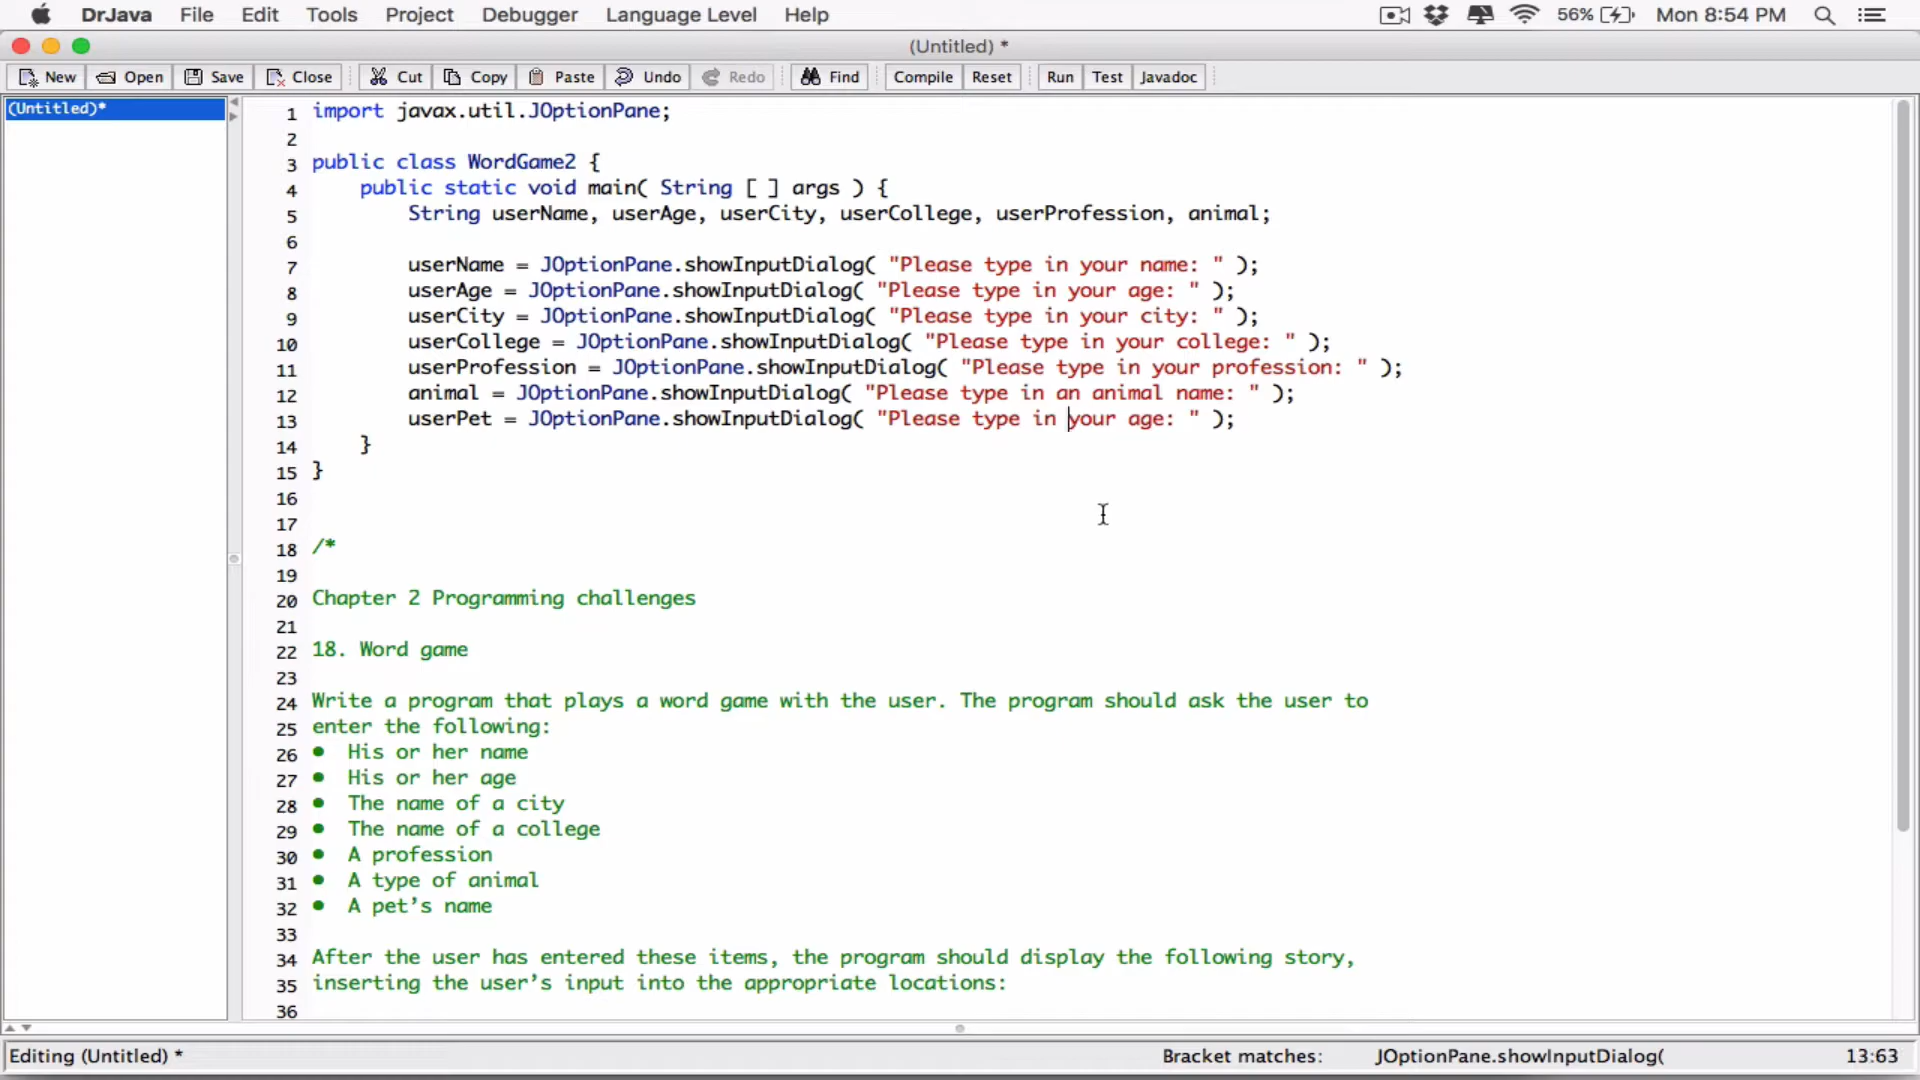 DrJava File Edit Tools Project Debugger Language Level Help 56% Mon 8:54 PM
(Untitled) *
New Open Save Close Cut Copy Paste Undo Redo Find Compile Reset Run Test Javadoc
(Untitled)*
1 import javax.util.JOptionPane;
2
3 public class WordGame2 {
4 public static void main( String [ ] args ) {
5 String userName, userAge, userCity, userCollege, userProfession, animal;
6
7 userName = JOptionPane.showInputDialog( "Please type in your name: " );
8 userAge = JOptionPane.showInputDialog( "Please type in your age: " );
9 userCity = JOptionPane.showInputDialog( "Please type in your city: " );
10 userCollege = JOptionPane.showInputDialog( "Please type in your college: " );
11 userProfession = JOptionPane.showInputDialog( "Please type in your profession: " );
12 animal = JOptionPane.showInputDialog( "Please type in an animal name: " );
13 userPet = JOptionPane.showInputDialog( "Please type in your age: " );
14 }
15 }
16
17
18 /*
19
20 Chapter 2 Programming challenges
21
22 18. Word game
23
24 Write a program that plays a word game with the user. The program should ask the user to
25 enter the following:
26 • His or her name
27 • His or her age
28 • The name of a city
29 • The name of a college
30 • A profession
31 • A type of animal
32 • A pet’s name
33
34 After the user has entered these items, the program should display the following story,
35 inserting the user’s input into the appropriate locations:
36
Editing (Untitled) * Bracket matches: JOptionPane.showInputDialog( 13:63